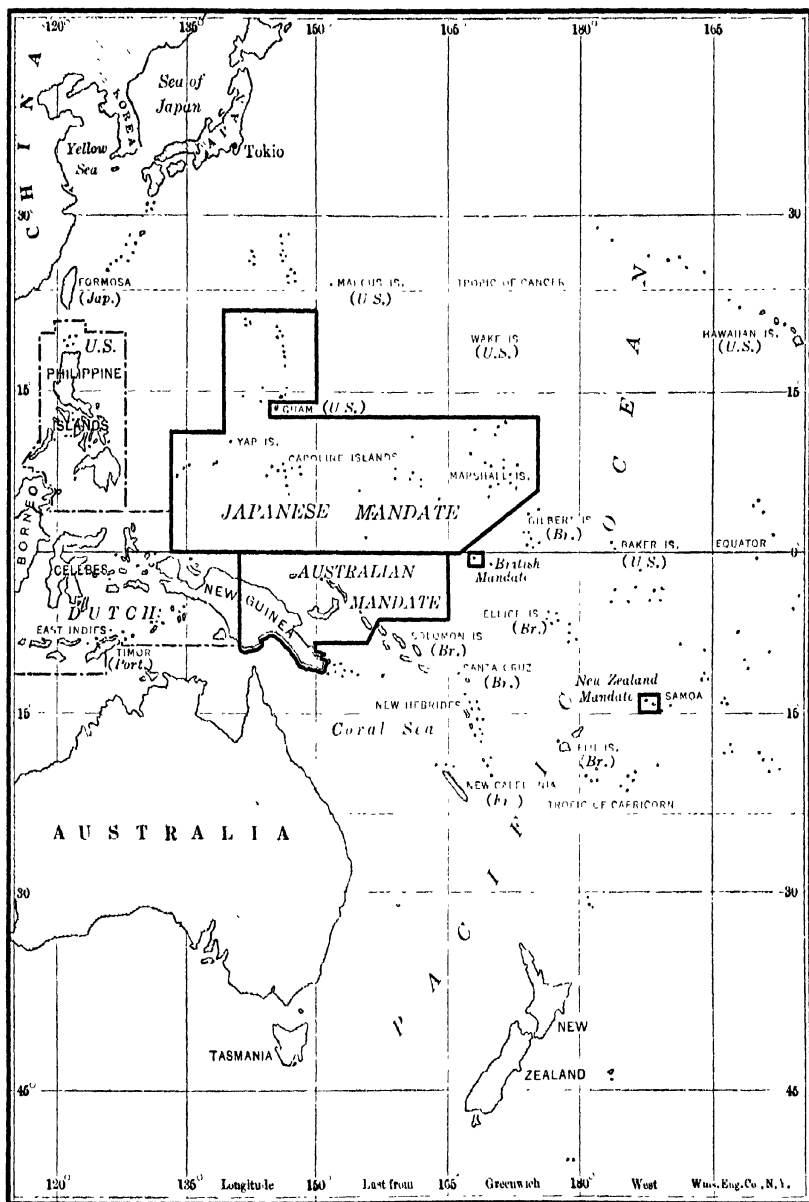 120° 135° 150° 165° 180° 165
CHINA
KOREA
Sea of
Japan
JAPAN
Yellow
Sea
Tokio
30 30
FORMOSA
(Jap.)
MARCUS IS.
(U.S.)
TROPIC OF CANCER
U.S.
PHILIPPINE
ISLANDS
WAKE IS.
(U.S.)
HAWAIIAN IS.
(U.S.)
15 15
GUAM (U.S.)
YAP IS.
CAROLINE ISLANDS
MARSHALL IS.
JAPANESE MANDATE
BORNEO
GILBERT IS.
(Br.)
0 0
BAKER IS.
(U.S.)
EQUATOR
British
Mandate
CELEBES
AUSTRALIAN
MANDATE
NEW GUINEA
DUTCH
EAST INDIES
ELLICE IS.
(Br.)
SOLOMON IS.
(Br.)
TIMOR
(Port.)
SANTA CRUZ
(Br.)
New Zealand
Mandate
SAMOA
15 15
NEW HEBRIDES
Coral Sea
FIJI IS.
(Br.)
NEW CALEDONIA
(Fr.)
TROPIC OF CAPRICORN
AUSTRALIA
PACIFIC OCEAN
30 30
TASMANIA
NEW
ZEALAND
45° 45
120° 135° Longitude 150° East from 165° Greenwich 180° West Wms. Eng. Co., N.Y.